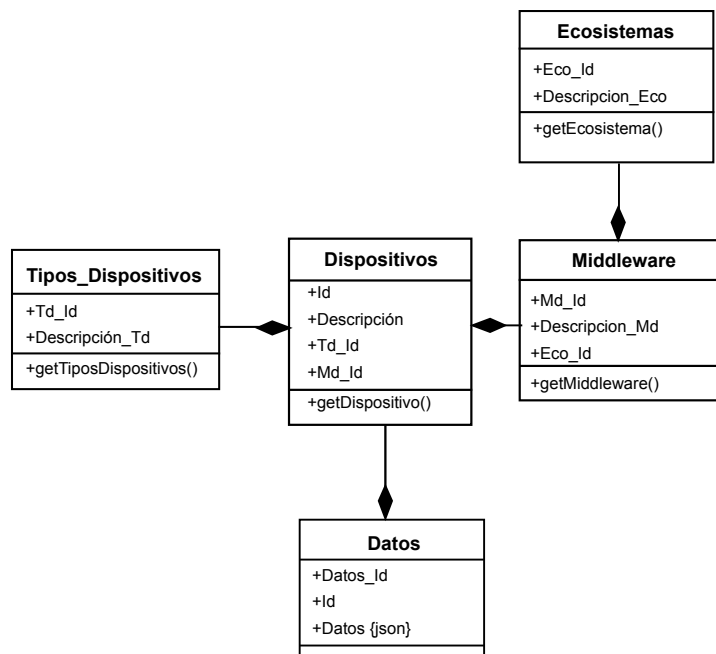 Ecosistemas
+Eco_Id
+Descripcion_Eco
+getEcosistema()
Tipos_Dispositivos
+Td_Id
+Descripción_Td
+getTiposDispositivos()
Dispositivos
+Id
+Descripción
+Td_Id
+Md_Id
+getDispositivo()
Middleware
+Md_Id
+Descripcion_Md
+Eco_Id
+getMiddleware()
Datos
+Datos_Id
+Id
+Datos {json}